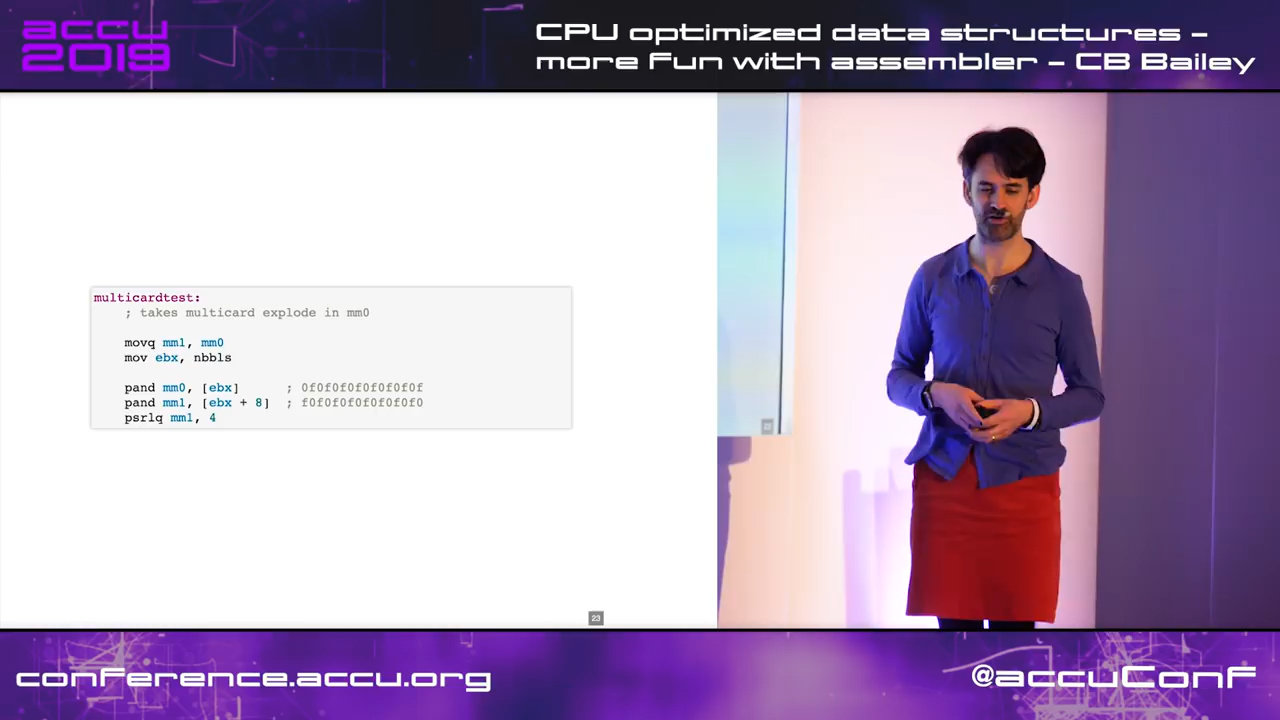 accu
2019
CPU optimized data structures –
more fun with assembler – CB Bailey
multicardtest:
; takes multicard explode in mm0
movq mm1, mm0
mov ebx, nbbls
pand mm0, [ebx] ; 0f0f0f0f0f0f0f0f
pand mm1, [ebx + 8] ; f0f0f0f0f0f0f0f0
psrlq mm1, 4
23
conference.accu.org
@accuConf